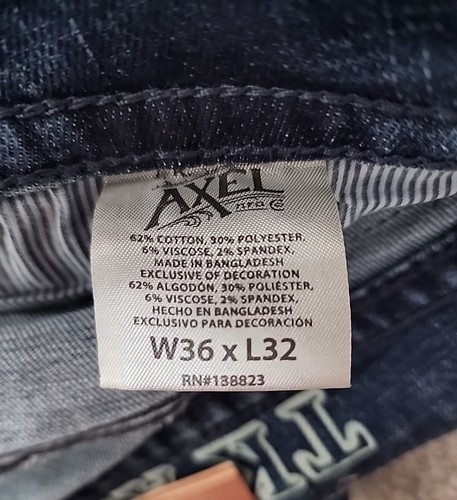 AXEL
MFG Co
62% COTTON, 30% POLYESTER,
6% VISCOSE, 2% SPANDEX,
MADE IN BANGLADESH
EXCLUSIVE OF DECORATION
62% ALGODÓN, 30% POLIÉSTER,
6% VISCOSE, 2% SPANDEX,
HECHO EN BANGLADESH
EXCLUSIVO PARA DECORACIÓN
W36 x L32
RN#138823